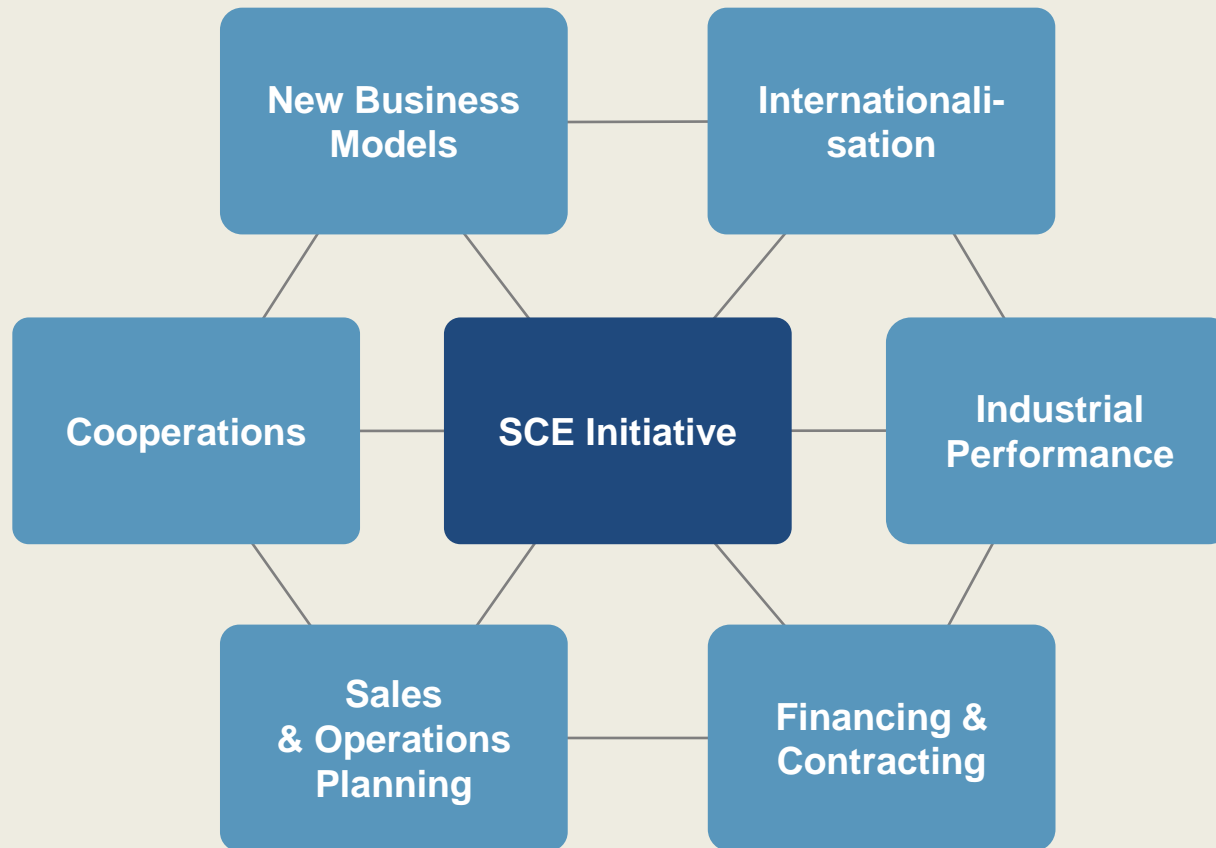 New Business
Models
Internationali-
sation
Cooperations
SCE Initiative
Industrial
Performance
Sales
& Operations
Planning
Financing &
Contracting